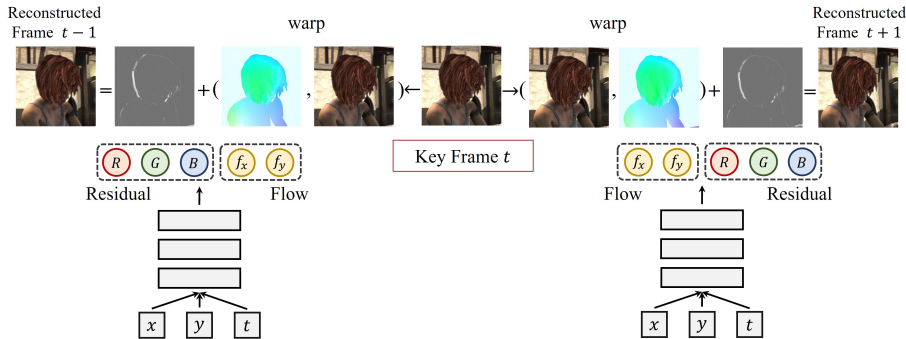 Reconstructed
Frame t − 1
warp
warp
Reconstructed
Frame t + 1
= + ( , ) ← → ( , ) + =
R G B f_x f_y
Key Frame t
f_x f_y R G B
Residual Flow
Flow Residual
x y t
x y t